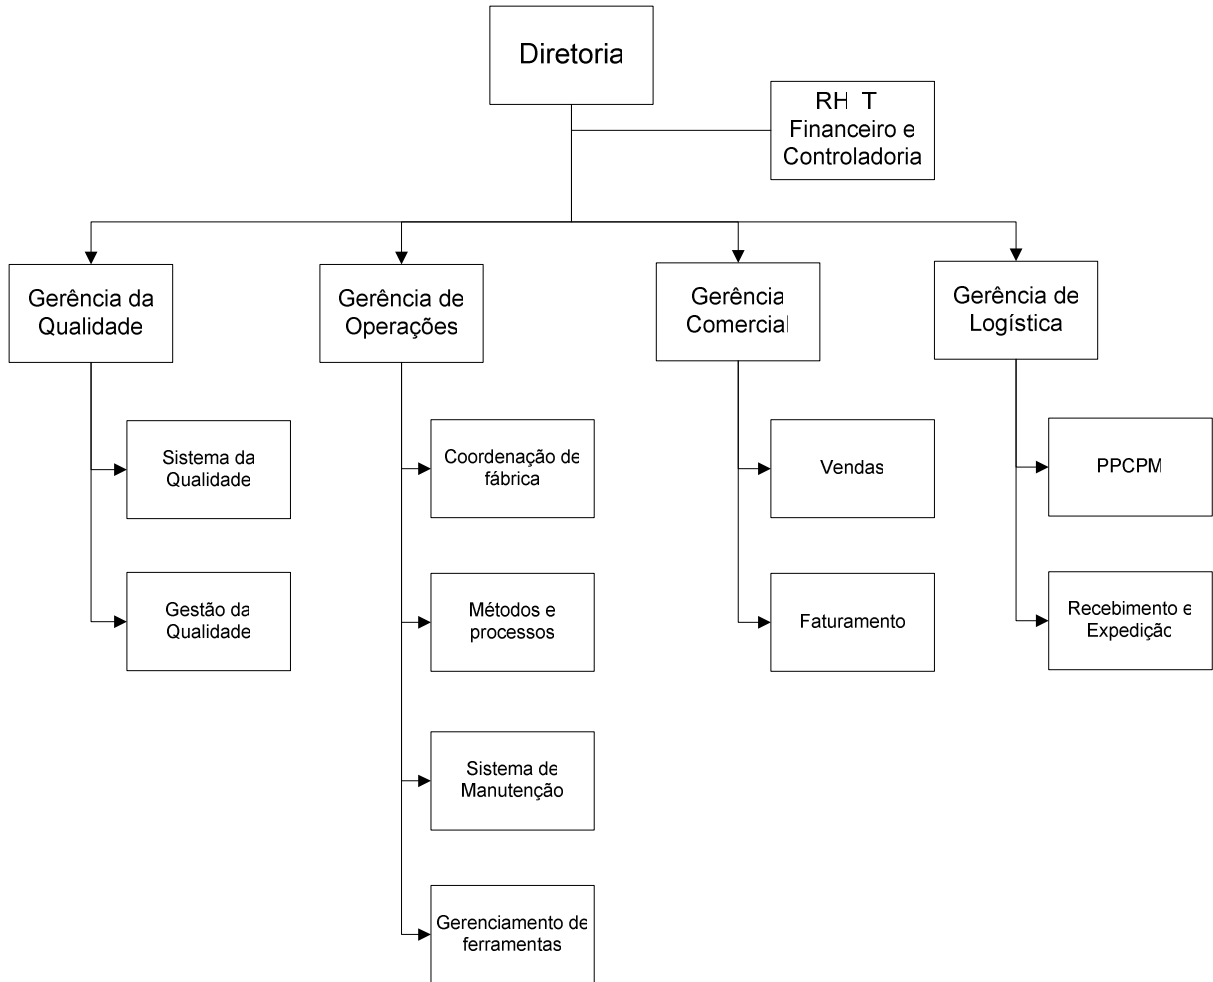 Diretoria
RH T
Financeiro e
Controladoria
Gerência da
Qualidade
Gerência de
Operações
Gerência
Comercial
Gerência de
Logística
Sistema da
Qualidade
Coordenação de
fábrica
Vendas
PPCPM
Gestão da
Qualidade
Métodos e
processos
Faturamento
Recebimento e
Expedição
Sistema de
Manutenção
Gerenciamento de
ferramentas